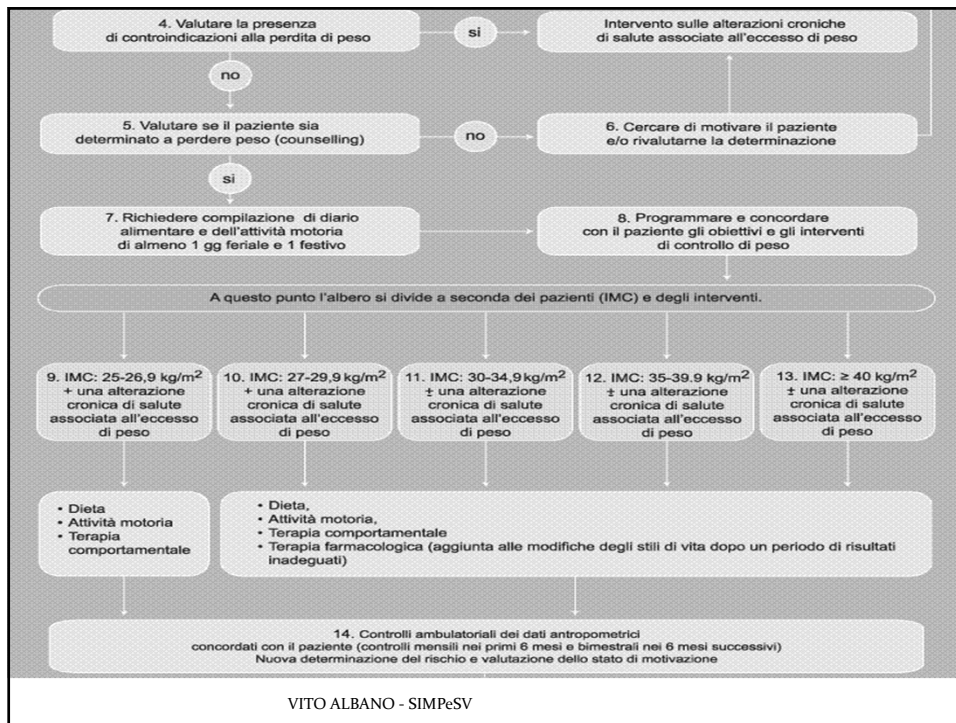 4. Valutare la presenza
di controindicazioni alla perdita di peso
si
Intervento sulle alterazioni croniche
di salute associate all'eccesso di peso
no
5. Valutare se il paziente sia
determinato a perdere peso (counselling)
no
6. Cercare di motivare il paziente
e/o rivalutarne la determinazione
si
7. Richiedere compilazione di diario
alimentare e dell'attività motoria
di almeno 1 gg feriale e 1 festivo
8. Programmare e concordare
con il paziente gli obiettivi e gli interventi
di controllo di peso
A questo punto l'albero si divide a seconda dei pazienti (IMC) e degli interventi.
9. IMC: 25-26,9 kg/m²
+ una alterazione
cronica di salute
associata all'eccesso
di peso
10. IMC: 27-29,9 kg/m²
+ una alterazione
cronica di salute
associata all'eccesso
di peso
11. IMC: 30-34,9 kg/m²
± una alterazione
cronica di salute
associata all'eccesso
di peso
12. IMC: 35-39.9 kg/m²
± una alterazione
cronica di salute
associata all'eccesso
di peso
13. IMC: ≥ 40 kg/m²
± una alterazione
cronica di salute
associata all'eccesso
di peso
• Dieta
• Attività motoria
• Terapia
comportamentale
• Dieta,
• Attività motoria,
• Terapia comportamentale
• Terapia farmacologica (aggiunta alle modifiche degli stili di vita dopo un periodo di risultati
inadeguati)
14. Controlli ambulatoriali dei dati antropometrici
concordati con il paziente (controlli mensili nei primi 6 mesi e bimestrali nei 6 mesi successivi)
Nuova determinazione del rischio e valutazione dello stato di motivazione
VITO ALBANO - SIMPeSV